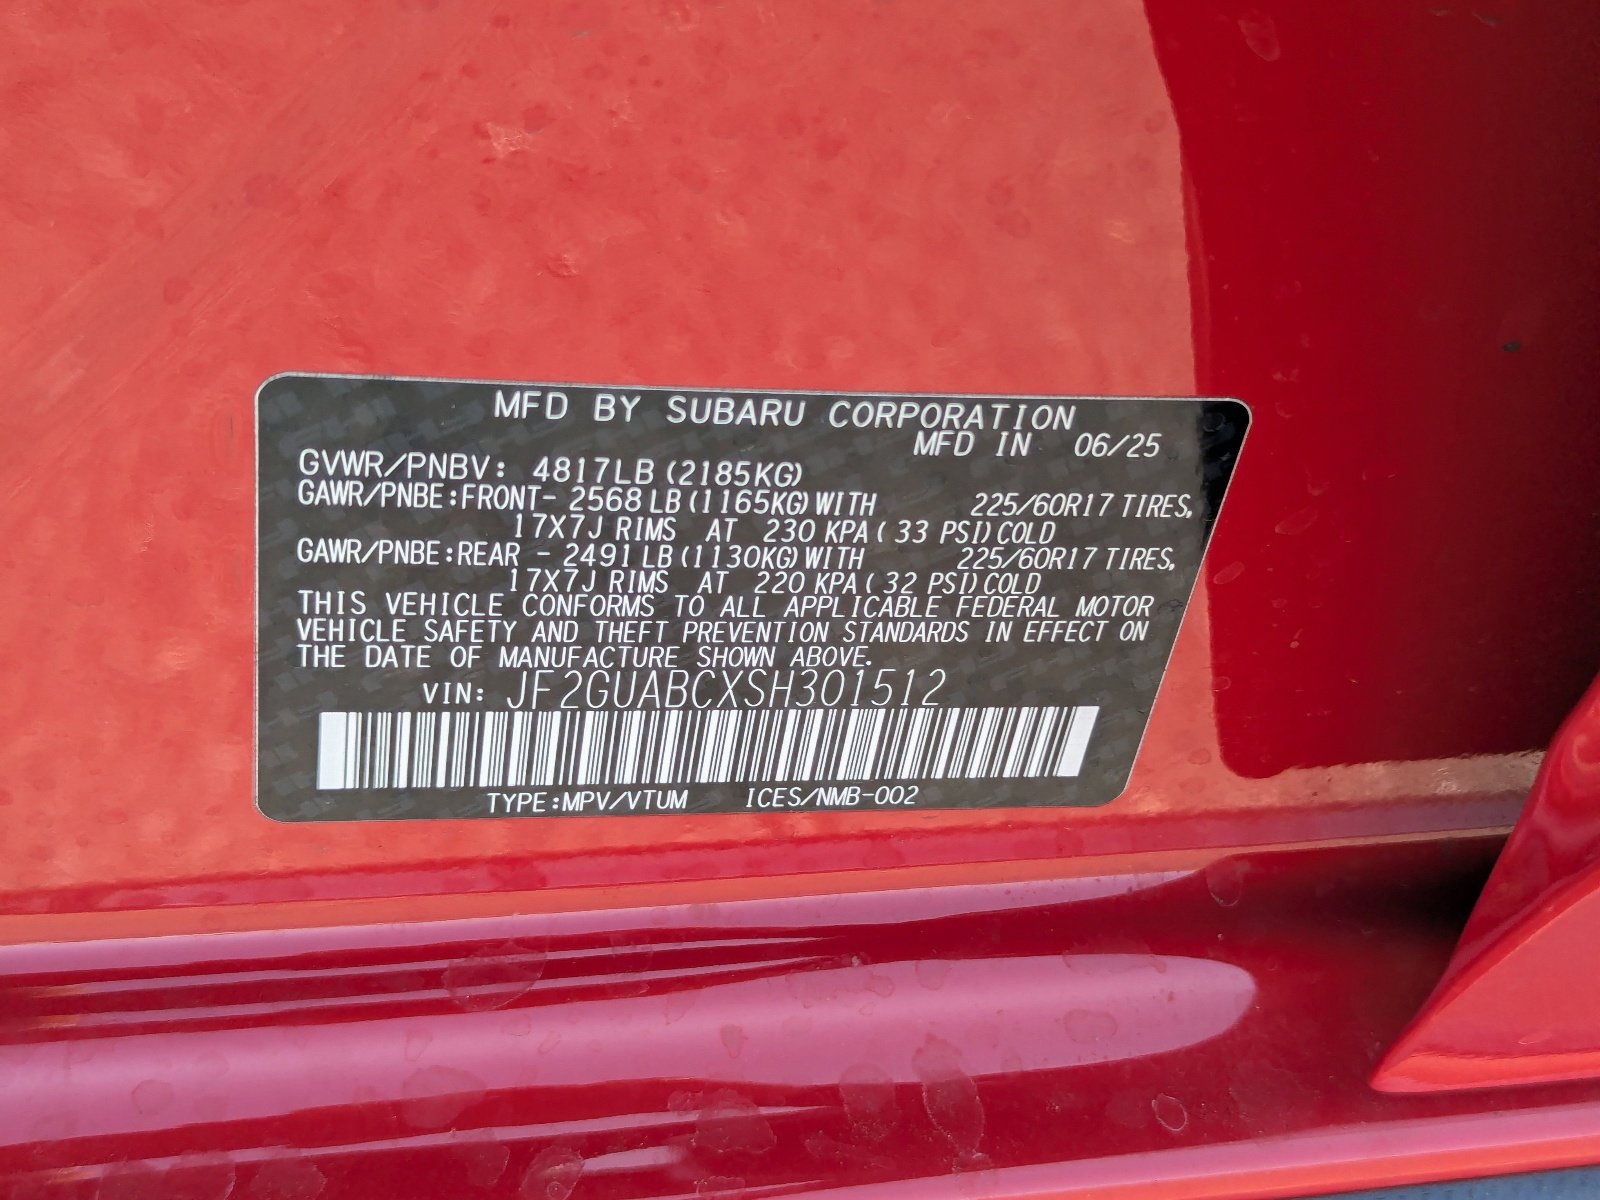 MFD BY SUBARU CORPORATION
MFD IN 06/25
GVWR/PNBV: 4817LB (2185KG)
GAWR/PNBE:FRONT- 2568 LB (1165KG) WITH 225/60R17 TIRES,
17X7J RIMS AT 230 KPA ( 33 PSI) COLD
GAWR/PNBE:REAR - 2491 LB (1130KG) WITH 225/60R17 TIRES,
17X7J RIMS AT 220 KPA ( 32 PSI) COLD
THIS VEHICLE CONFORMS TO ALL APPLICABLE FEDERAL MOTOR
VEHICLE SAFETY AND THEFT PREVENTION STANDARDS IN EFFECT ON
THE DATE OF MANUFACTURE SHOWN ABOVE.
VIN: JF2GUABCXSH301512
TYPE:MPV/VTUM ICES/NMB-002